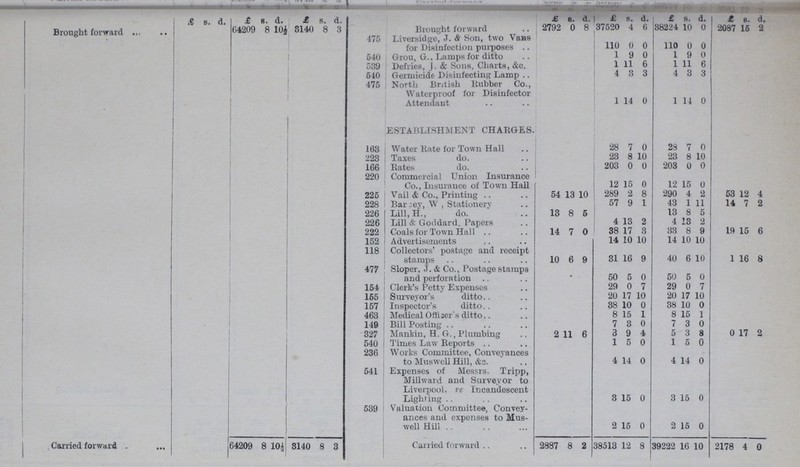 £ s. d. £ s. d. £ s. d. £ s. d. £ s. d. £ s. d. £ s. d.
Brought forward ... .. 64209 8 10½ 3140 8 3 Brought forward .. 2792 0 8 37520 4 6 38224 10 0 2087 15 2
475 Liversidge, J. & Son, two Vans
for Disinfection purposes .. 110 0 0 110 0 0
540 Grou, G., Lamps for ditto .. 1 9 0 1 9 0
539 Defries, J. & Sons, Charts, &c. 1 11 6 1 11 6
540 Germicide Disinfecting Lamp .. 4 3 3 4 3 3
475 North British Rubber Co.,
Waterproof for Disinfector
Attendant .. .. 1 14 0 1 14 0
ESTABLISHMENT CHARGES.
163 Water Rate for Town Hall .. 28 7 0 28 7 0
223 Taxes do. .. 23 8 10 23 8 10
166 Rates do. .. 203 0 0 203 0 0
220 Commercial Union Insurance
Co., Insurance of Town Hall 12 15 0 12 15 0
225 Vail & Co., Printing .. .. 54 13 10 289 2 8 290 4 2 53 12 4
228 Barsey, W , Stationery .. 57 9 1 43 1 11 14 7 2
226 Lill, H., do. .. 13 8 5 13 8 5
226 Lill & Goddard, Papers .. 4 13 2 4 13 2
222 Coals for Town Hall .. .. 14 7 0 38 17 3 33 8 9 19 15 6
152 Advertisements .. .. 14 10 10 14 10 10
118 Collectors' postage and receipt
stamps .. .. .. 10 6 9 31 16 9 40 6 10 1 16 8
477 Sloper, J. & Co., Postage stamps
and perforation .. .. 50 5 0 50 5 0
154 Clerk's Petty Expenses .. 29 0 7 29 0 7
155 Surveyor's ditto.. .. 20 17 10 20 17 10
157 Inspector's ditto.. .. 38 10 0 38 10 0
463 Medical Officer's ditto.. .. 8 15 1 8 15 1
149 Bill Posting .. .. .. 7 3 0 7 3 0
327 Mankin, H. G., Plumbing .. 2 11 6 3 9 4 5 3 8 0 17 2
540 Times Law Reports .. .. 1 5 0 1 5 0
236 Works Committee, Conveyances
to Muswell Hill, &c. .. 4 14 0 4 14 0
541 Expenses of Messrs. Tripp,
Millward and Surveyor to
Liverpool, re Incandescent
Lighting .. .. .. 3 15 0 3 15 0
539 Valuation Committee, Convey-
ances and expenses to Mus-
well Hill .. .. ... 2 15 0 2 15 0
Carried forward .. ... 64209 8 10½ 3140 8 3 Carried forward .. .. 2887 8 2 38513 12 8 39222 16 10 2178 4 0